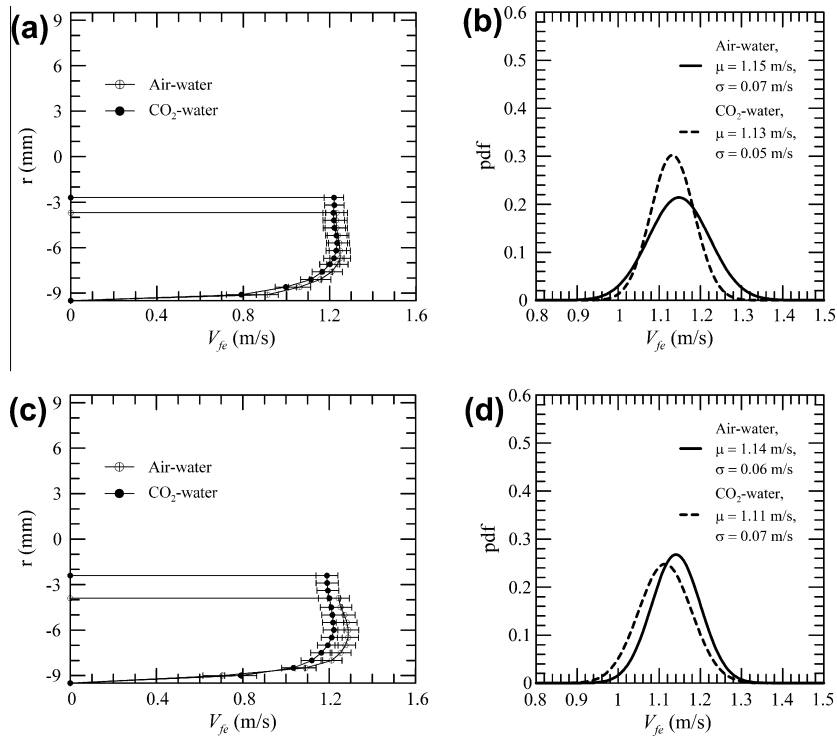 (a)
9
6
3
0
-3
-6
-9
r (mm)
Air-water
CO2-water
0
0.4
0.8
1.2
1.6
Vfe (m/s)
(b)
0.6
0.5
0.4
0.3
0.2
0.1
0
pdf
Air-water,
μ = 1.15 m/s,
σ = 0.07 m/s
CO2-water,
μ = 1.13 m/s,
σ = 0.05 m/s
0.8
0.9
1
1.1
1.2
1.3
1.4
1.5
Vfe (m/s)
(c)
9
6
3
0
-3
-6
-9
r (mm)
Air-water
CO2-water
0
0.4
0.8
1.2
1.6
Vfe (m/s)
(d)
0.6
0.5
0.4
0.3
0.2
0.1
0
pdf
Air-water,
μ = 1.14 m/s,
σ = 0.06 m/s
CO2-water,
μ = 1.11 m/s,
σ = 0.07 m/s
0.8
0.9
1
1.1
1.2
1.3
1.4
1.5
Vfe (m/s)